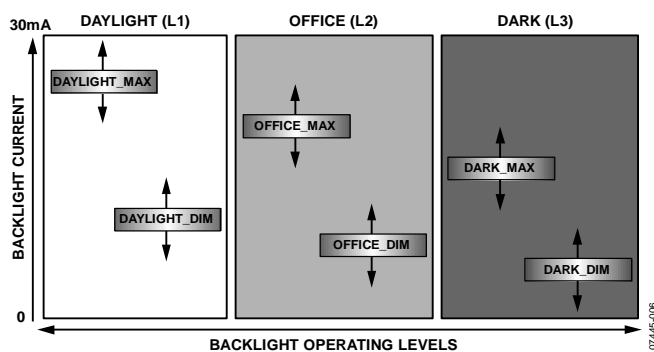 DAYLIGHT (L1)
OFFICE (L2)
DARK (L3)
30mA
BACKLIGHT CURRENT
0
DAYLIGHT_MAX
DAYLIGHT_DIM
OFFICE_MAX
OFFICE_DIM
DARK_MAX
DARK_DIM
BACKLIGHT OPERATING LEVELS
07445-006